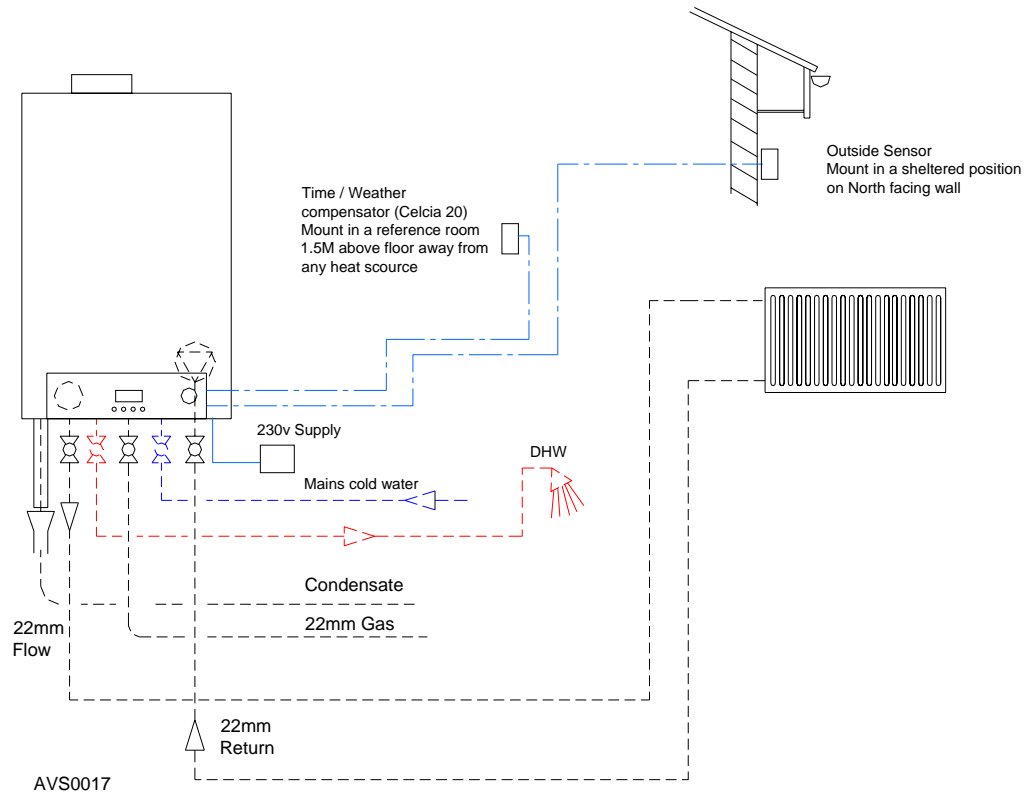 Outside Sensor
Mount in a sheltered position
on North facing wall
Time / Weather
compensator (Celcia 20)
Mount in a reference room
1.5M above floor away from
any heat scource
230v Supply
DHW
Mains cold water
Condensate
22mm Gas
22mm
Flow
22mm
Return
AVS0017